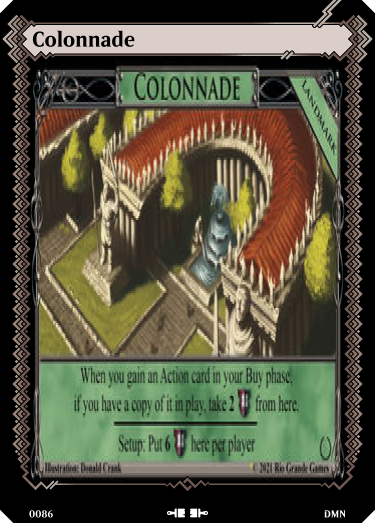 Colonnade
COLONNADE
LANDMARK
When you gain an Action card in your Buy phase,
if you have a copy of it in play, take 2 from here.
Setup: Put 6 here per player
Illustration: Donald Crank © 2021 Rio Grande Games
0086 DMN